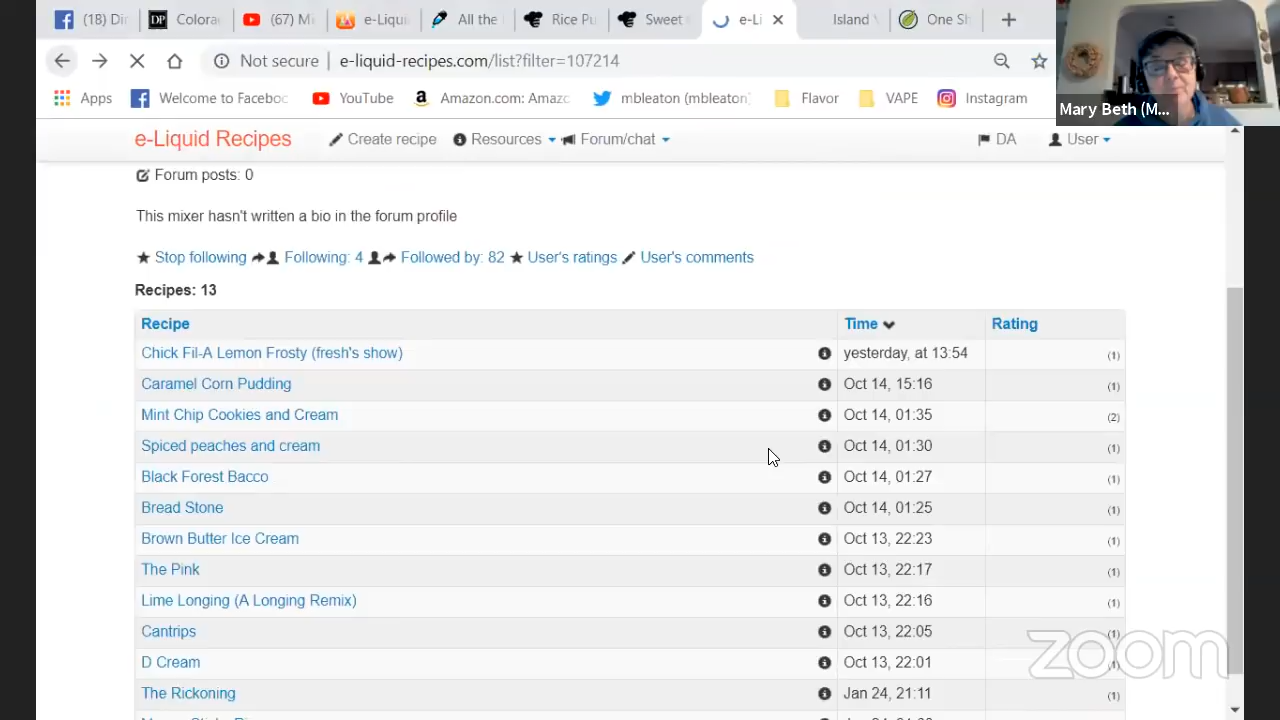 (18) Dir
DP Colora
(67) Mi
e-Liqui
All the
Rice Pu
Sweet
e-Li
Island
One Sh
Not secure | e-liquid-recipes.com/list?filter=107214
Apps
Welcome to Faceboo
YouTube
a Amazon.com: Amazo
mbleaton (mbleaton)
Flavor
VAPE
Instagram
Mary Beth (M...
e-Liquid Recipes
Create recipe
Resources
Forum/chat
DA
User
Forum posts: 0
This mixer hasn't written a bio in the forum profile
Stop following Following: 4 Followed by: 82 User's ratings User's comments
Recipes: 13
Recipe Time Rating
Chick Fil-A Lemon Frosty (fresh's show) yesterday, at 13:54 (1)
Caramel Corn Pudding Oct 14, 15:16 (1)
Mint Chip Cookies and Cream Oct 14, 01:35 (2)
Spiced peaches and cream Oct 14, 01:30 (1)
Black Forest Bacco Oct 14, 01:27 (1)
Bread Stone Oct 14, 01:25 (1)
Brown Butter Ice Cream Oct 13, 22:23 (1)
The Pink Oct 13, 22:17 (1)
Lime Longing (A Longing Remix) Oct 13, 22:16 (1)
Cantrips Oct 13, 22:05 (1)
D Cream Oct 13, 22:01 (1)
The Rickoning Jan 24, 21:11 (1)
zoom